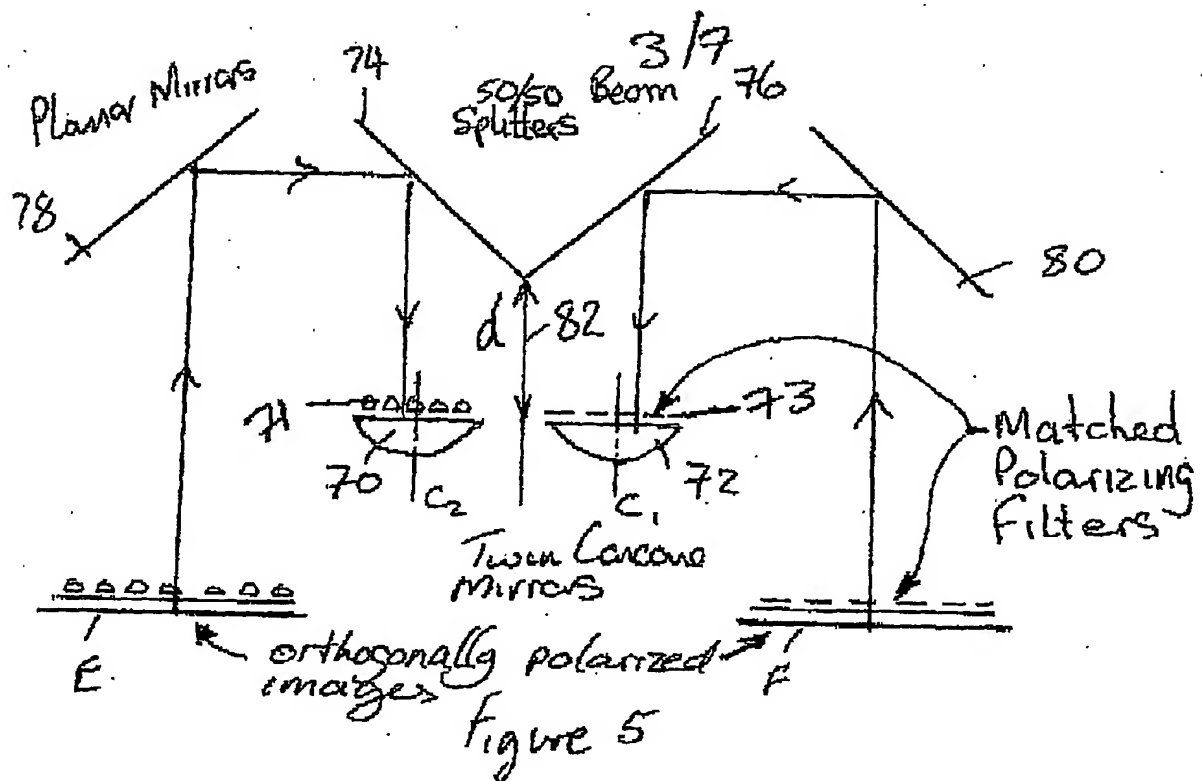 3/7
Planar Mirrors
74
50/50 Beam
Splitters
76
78
80
d
82
71
73
70
72
C2
C1
Matched
Polarizing
Filters
Twin Concave
Mirrors
E
orthogonally polarized
images
F
Figure 5